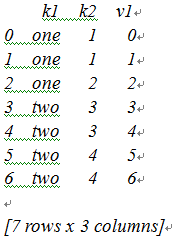 k1 k2 v1
0 one 1 0
1 one 1 1
2 one 2 2
3 two 3 3
4 two 3 4
5 two 4 5
6 two 4 6
[7 rows x 3 columns]